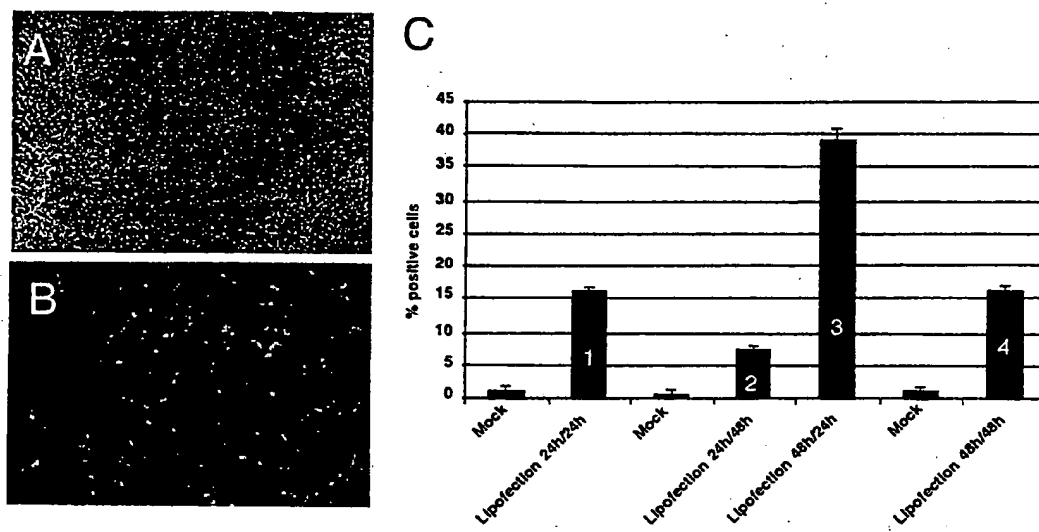 A
B
C
% positive cells
45
40
35
30
25
20
15
10
5
0
1
2
3
4
Mock
Lipofection 24h/24h
Mock
Lipofection 24h/48h
Lipofection 48h/24h
Mock
Lipofection 48h/48h